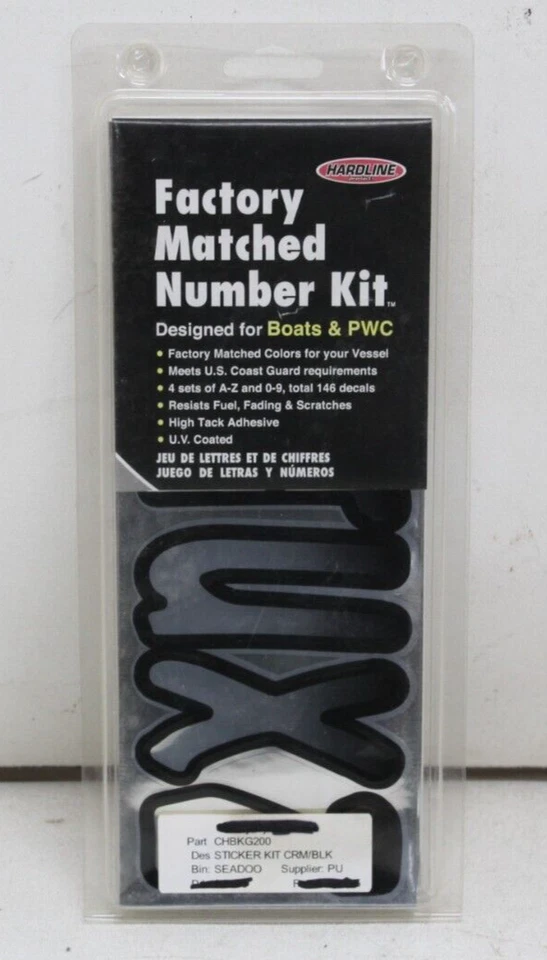 HARDLINE
Factory
Matched
Number Kit™
Designed for Boats & PWC
• Factory Matched Colors for your Vessel
• Meets U.S. Coast Guard requirements
• 4 sets of A-Z and 0-9, total 146 decals
• Resists Fuel, Fading & Scratches
• High Tack Adhesive
• U.V. Coated
JEU DE LETTRES ET DE CHIFFRES
JUEGO DE LETRAS Y NÚMEROS
Part CHBKG200
Des STICKER KIT CRM/BLK
Bin: SEADOO Supplier: PU